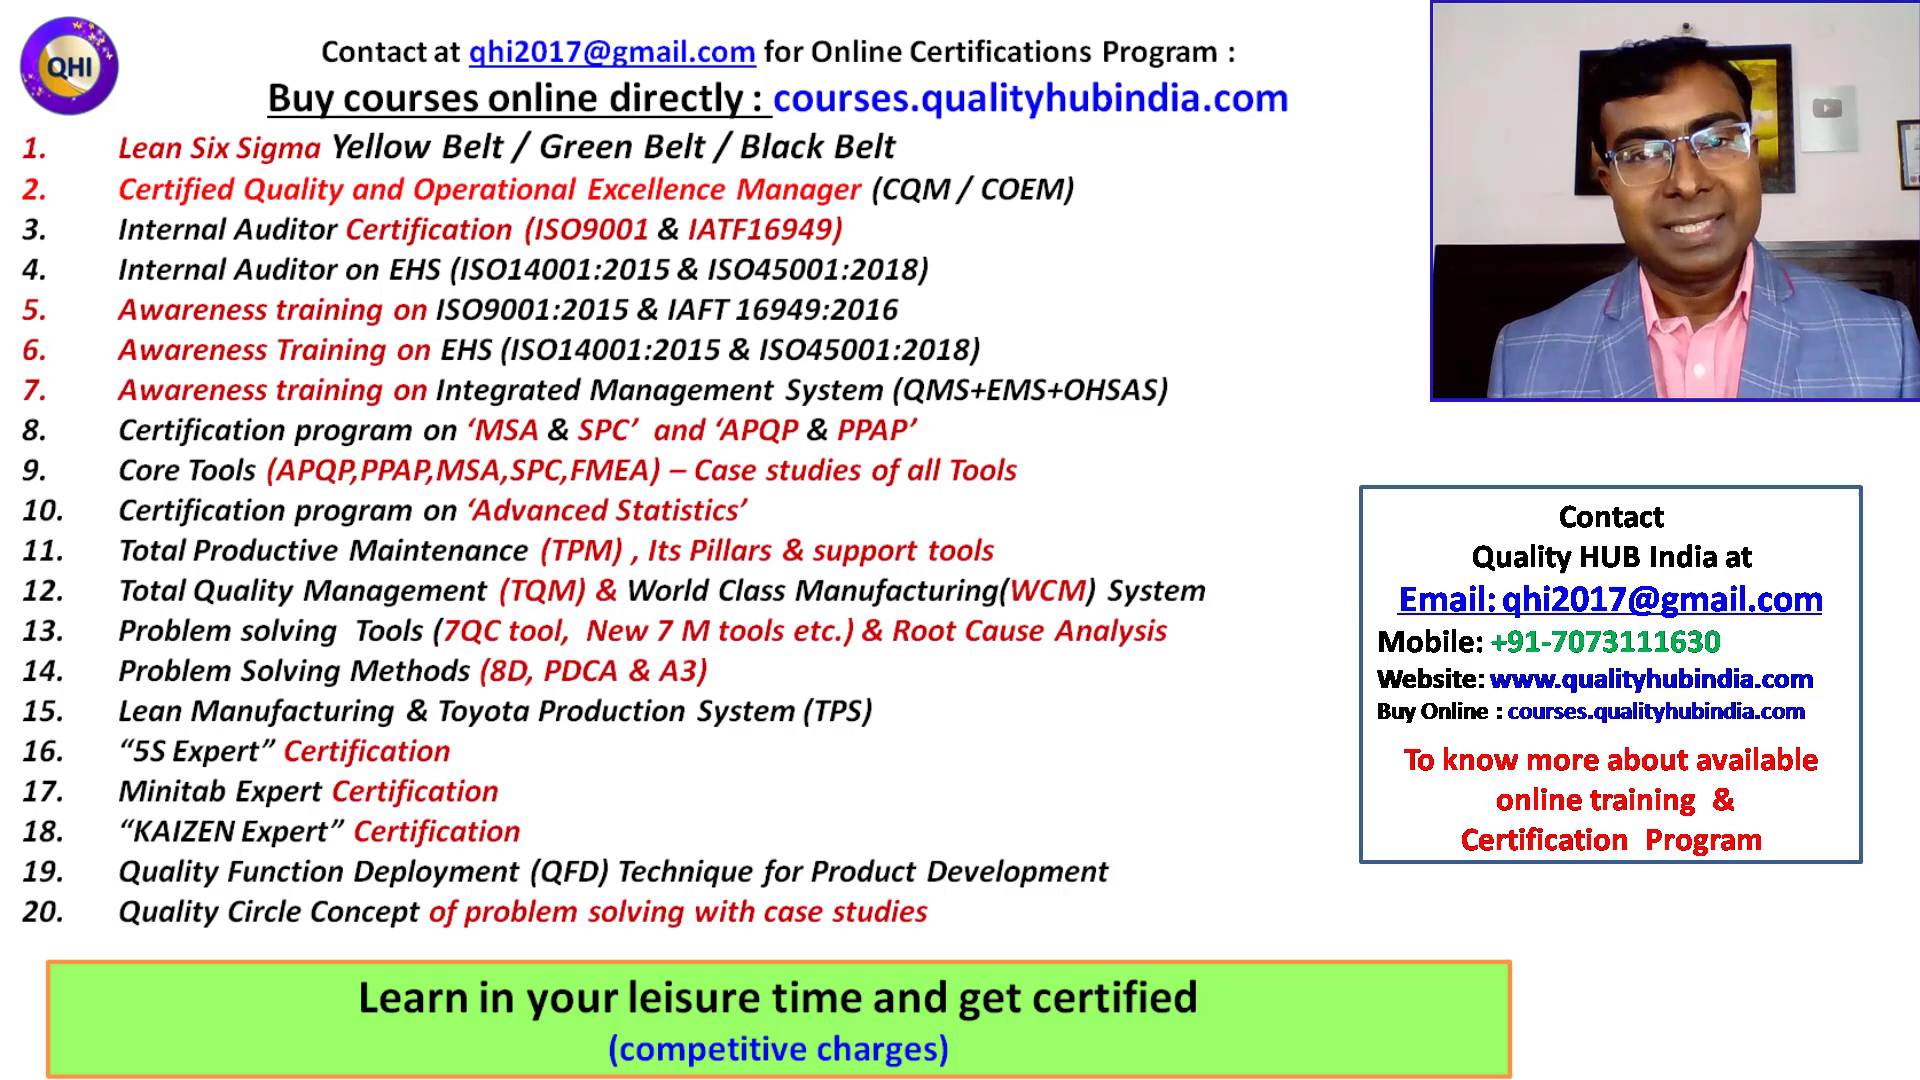 QHI
Contact at qhi2017@gmail.com for Online Certifications Program :
Buy courses online directly : courses.qualityhubindia.com
1. Lean Six Sigma Yellow Belt / Green Belt / Black Belt
2. Certified Quality and Operational Excellence Manager (CQM / COEM)
3. Internal Auditor Certification (ISO9001 & IATF16949)
4. Internal Auditor on EHS (ISO14001:2015 & ISO45001:2018)
5. Awareness training on ISO9001:2015 & IAFT 16949:2016
6. Awareness Training on EHS (ISO14001:2015 & ISO45001:2018)
7. Awareness training on Integrated Management System (QMS+EMS+OHSAS)
8. Certification program on ‘MSA & SPC’ and ‘APQP & PPAP’
9. Core Tools (APQP,PPAP,MSA,SPC,FMEA) – Case studies of all Tools
10. Certification program on ‘Advanced Statistics’
11. Total Productive Maintenance (TPM) , Its Pillars & support tools
12. Total Quality Management (TQM) & World Class Manufacturing(WCM) System
13. Problem solving Tools (7QC tool, New 7 M tools etc.) & Root Cause Analysis
14. Problem Solving Methods (8D, PDCA & A3)
15. Lean Manufacturing & Toyota Production System (TPS)
16. “5S Expert” Certification
17. Minitab Expert Certification
18. “KAIZEN Expert” Certification
19. Quality Function Deployment (QFD) Technique for Product Development
20. Quality Circle Concept of problem solving with case studies
Contact
Quality HUB India at
Email: qhi2017@gmail.com
Mobile: +91-7073111630
Website: www.qualityhubindia.com
Buy Online : courses.qualityhubindia.com
To know more about available
online training &
Certification Program
Learn in your leisure time and get certified
(competitive charges)